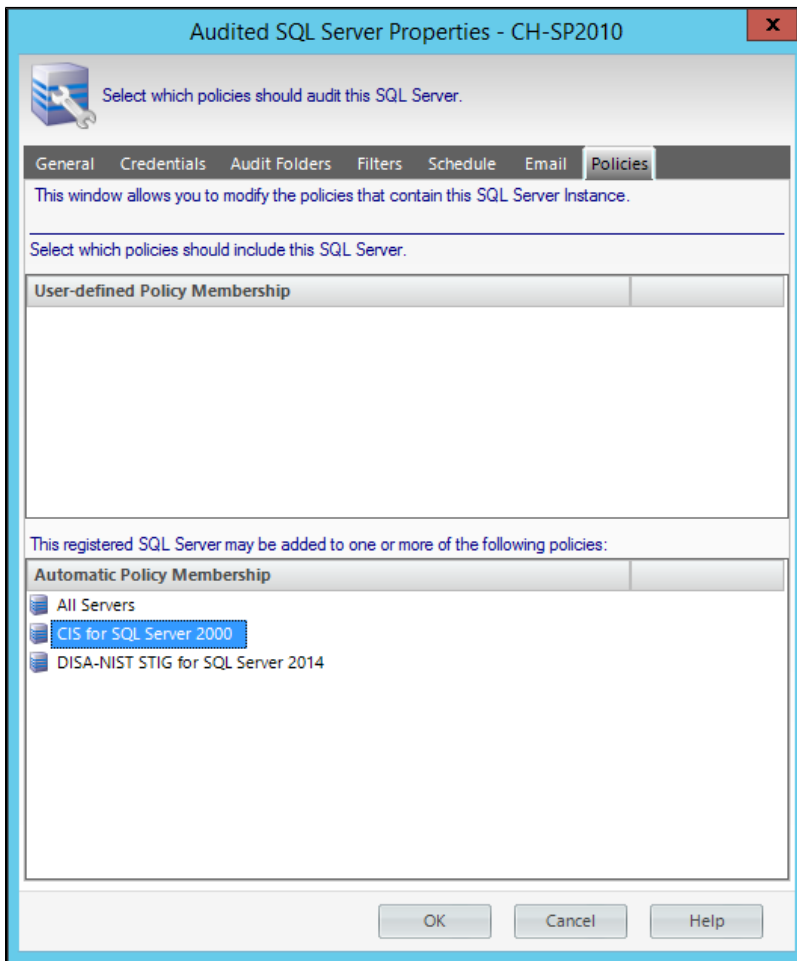 Audited SQL Server Properties - CH-SP2010
x
Select which policies should audit this SQL Server.
General Credentials Audit Folders Filters Schedule Email Policies
This window allows you to modify the policies that contain this SQL Server Instance.
Select which policies should include this SQL Server.
User-defined Policy Membership
This registered SQL Server may be added to one or more of the following policies:
Automatic Policy Membership
All Servers
CIS for SQL Server 2000
DISA-NIST STIG for SQL Server 2014
OK Cancel Help